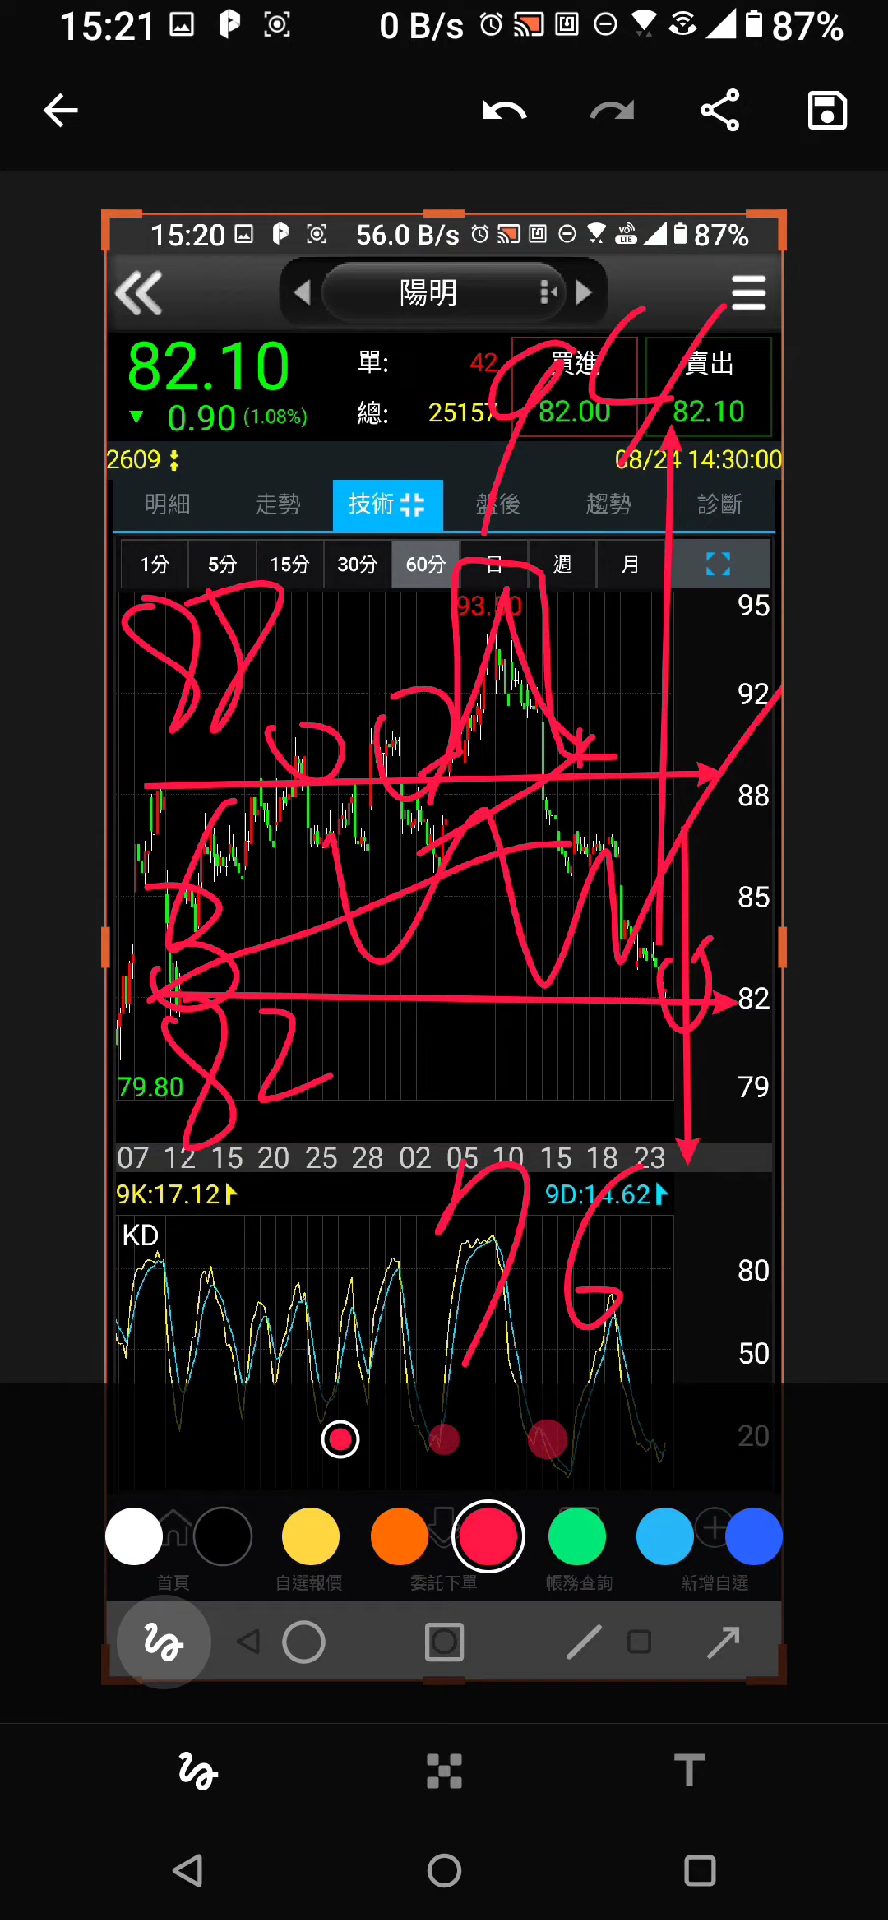 15:21 0 B/s 87%
15:20 56.0 B/s 87%
陽明
82.10 單: 42 買進 賣出
0.90 (1.08%) 總: 25157 82.00 82.10
94
2609 08/24 14:30:00
明細 走勢 技術 盤後 趨勢 診斷
1分 5分 15分 30分 60分 日 週 月
93.90 95
88
92
88
85
82
82
79.80 79
07 12 15 20 25 28 02 05 10 15 18 23
9K:17.12 9D:14.62
76
KD
80
50
20
首頁 自選報價 委託下單 帳務查詢 新增自選
T